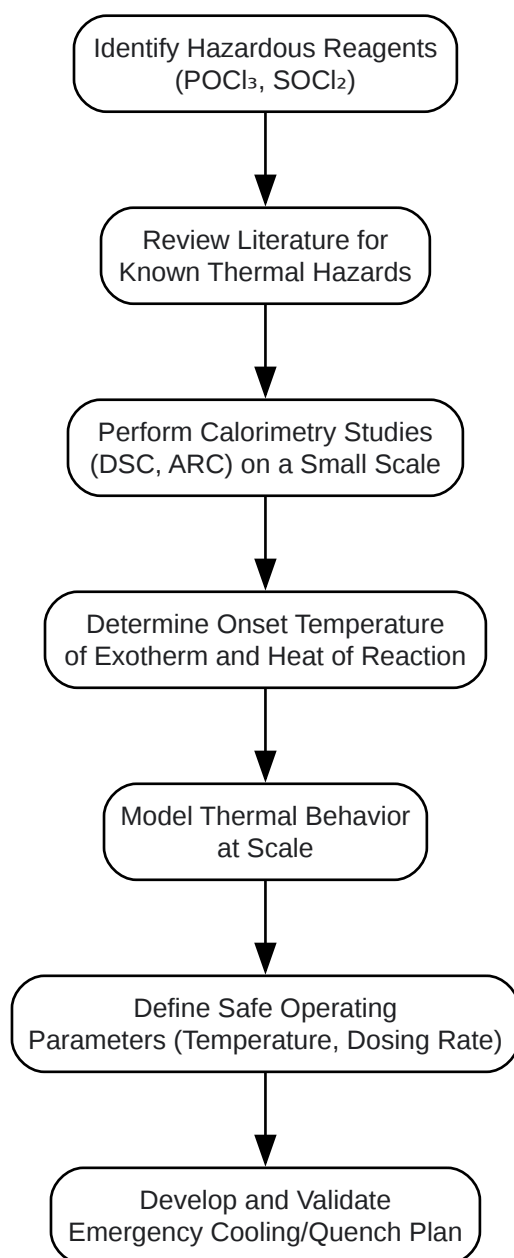 Identify Hazardous Reagents
(POCl₃, SOCl₂)
Review Literature for
Known Thermal Hazards
Perform Calorimetry Studies
(DSC, ARC) on a Small Scale
Determine Onset Temperature
of Exotherm and Heat of Reaction
Model Thermal Behavior
at Scale
Define Safe Operating
Parameters (Temperature, Dosing Rate)
Develop and Validate
Emergency Cooling/Quench Plan